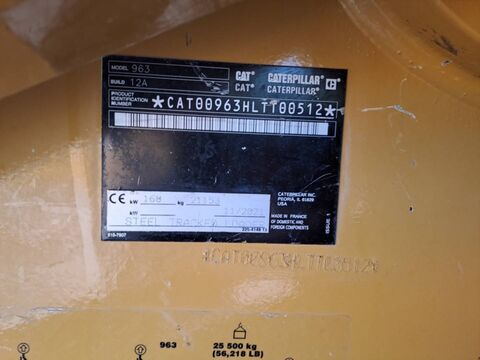 MODEL 963
BUILD 12A
CAT® CATERPILLAR®
CAT® CATERPILLAR®
PRODUCT IDENTIFICATION NUMBER
*CAT00963HLTT00512*
CE kW 168 kg 21153
kW 11/2021
STEEL TRACKED
CATERPILLAR INC.
PEORIA, IL 61629
USA
MADE IN FRANCE
OF DOMESTIC AND
FOREIGN COMPONENTS
ISSUE 1
963
25 500 kg
(56,218 LB)